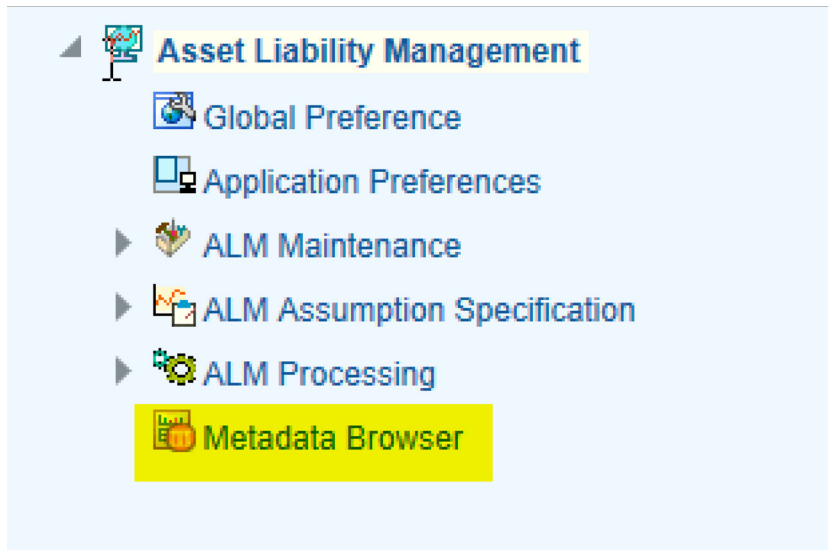 Asset Liability Management
Global Preference
Application Preferences
ALM Maintenance
ALM Assumption Specification
ALM Processing
Metadata Browser